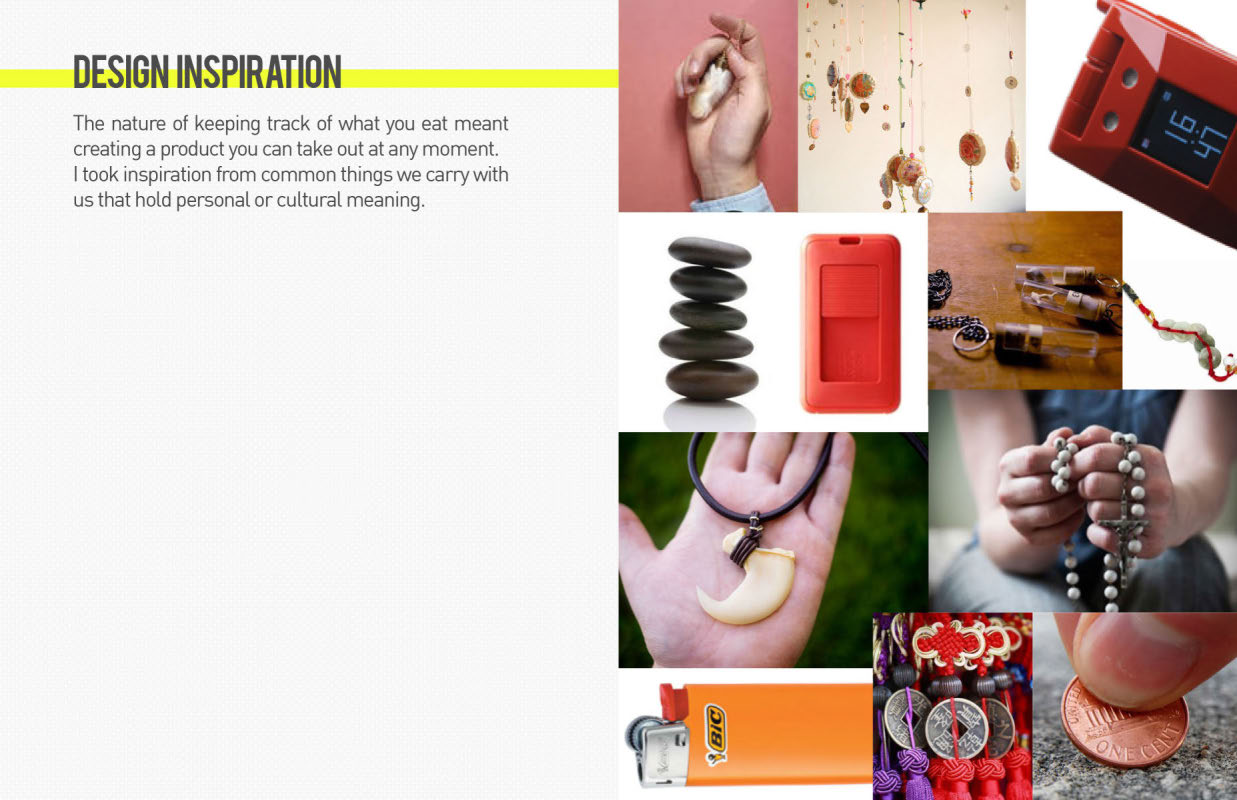 DESIGN INSPIRATION
The nature of keeping track of what you eat meant
creating a product you can take out at any moment.
I took inspiration from common things we carry with
us that hold personal or cultural meaning.
BIC
UNITED
ONE CENT